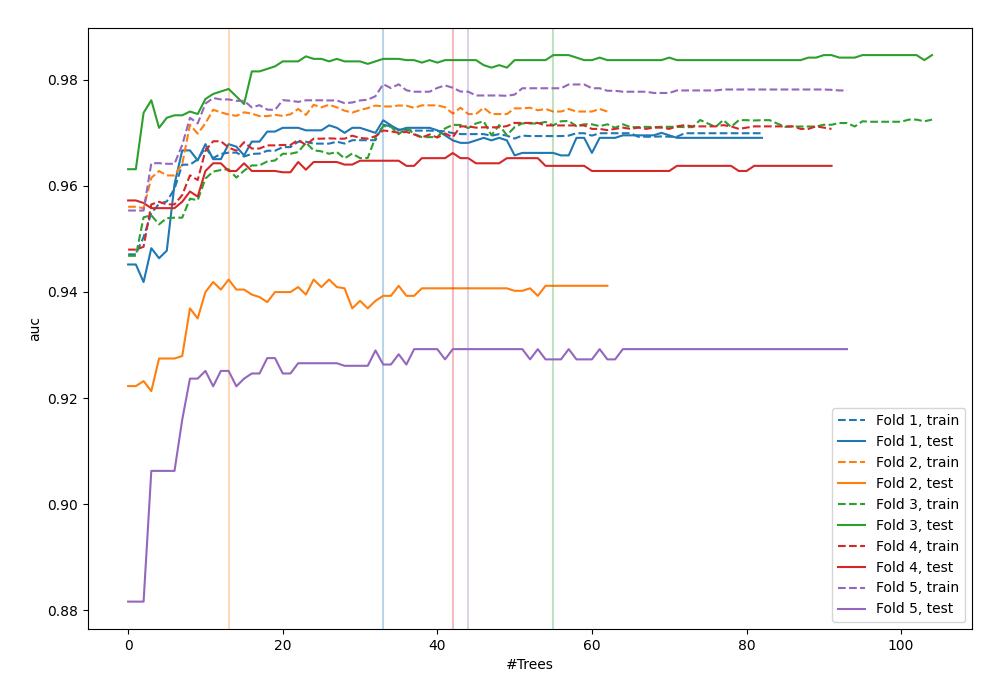 0.98
0.96
0.94
0.92
0.90
0.88
auc
0
20
40
60
80
100
#Trees
Fold 1, train
Fold 1, test
Fold 2, train
Fold 2, test
Fold 3, train
Fold 3, test
Fold 4, train
Fold 4, test
Fold 5, train
Fold 5, test